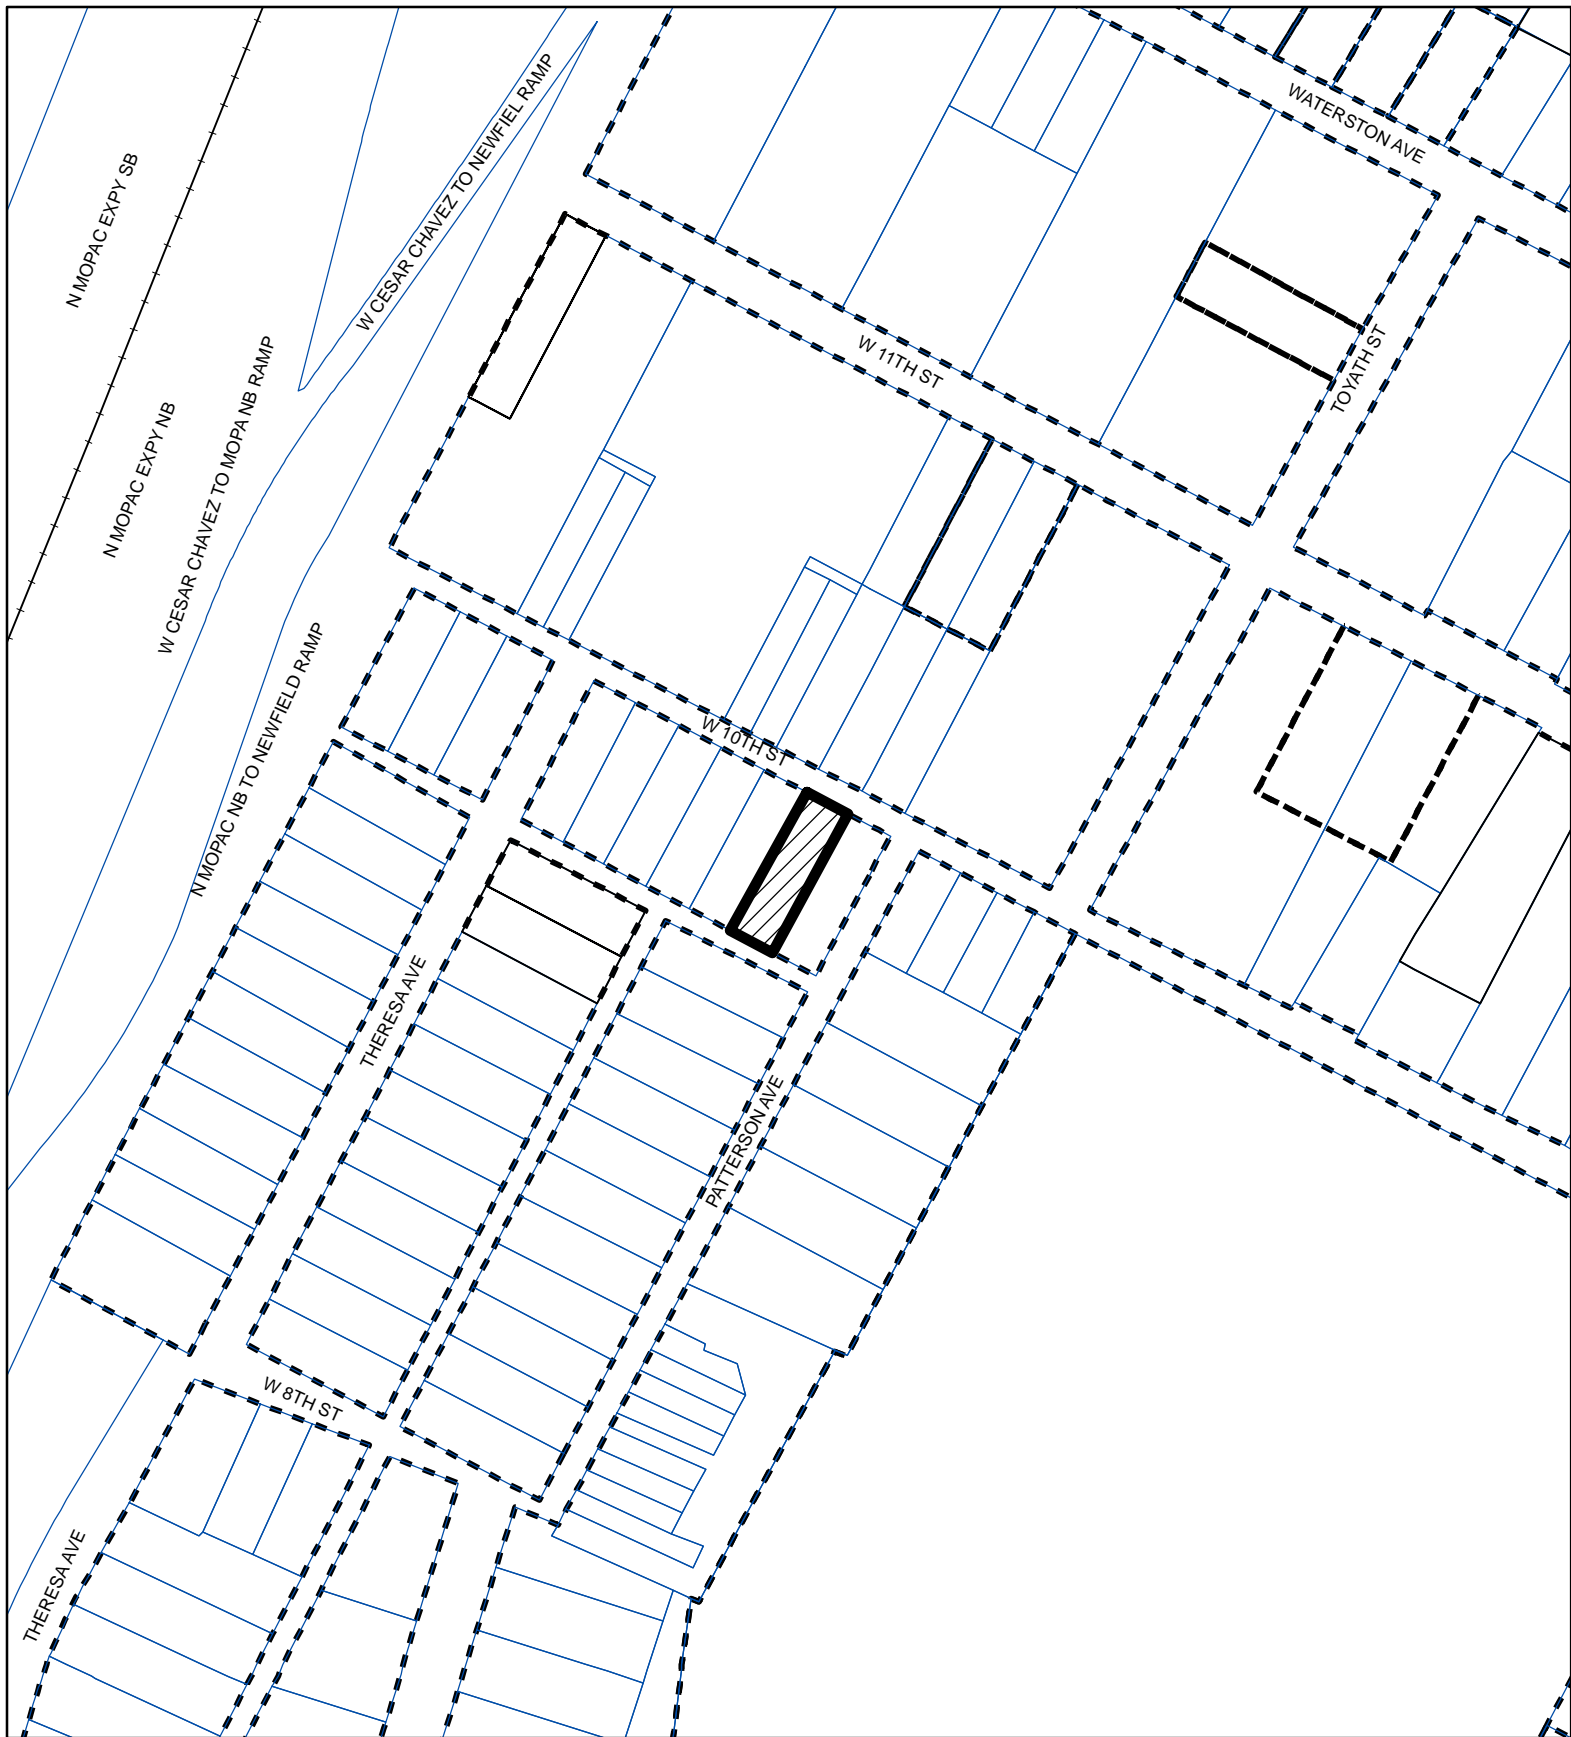 WATERSTON AVE
W CESAR CHAVEZ TO NEWFIEL RAMP
N MOPAC EXPY SB
W 11TH ST
TOYATH ST
W CESAR CHAVEZ TO MOPA NB RAMP
N MOPAC EXPY NB
N MOPAC NB TO NEWFIELD RAMP
W 10TH ST
THERESA AVE
PATTERSON AVE
W 8TH ST
THERESA AVE